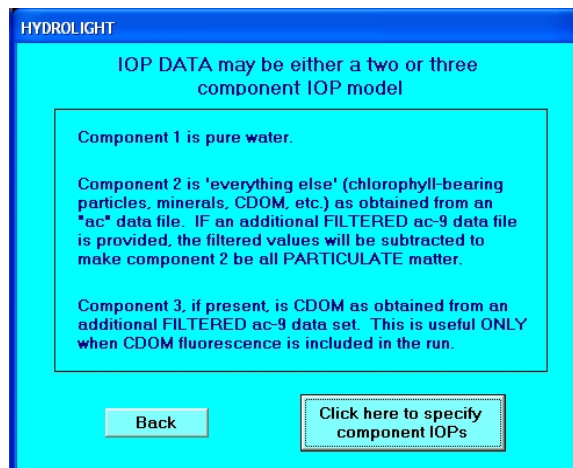 HYDROLIGHT
IOP DATA may be either a two or three
component IOP model
Component 1 is pure water.
Component 2 is 'everything else' (chlorophyll-bearing
particles, minerals, CDOM, etc.) as obtained from an
"ac" data file.  IF an additional FILTERED ac-9 data file
is provided, the filtered values will be subtracted to
make component 2 be all PARTICULATE matter.
Component 3, if present, is CDOM as obtained from an
additional FILTERED ac-9 data set.  This is useful ONLY
when CDOM fluorescence is included in the run.
Back
Click here to specify
component IOPs